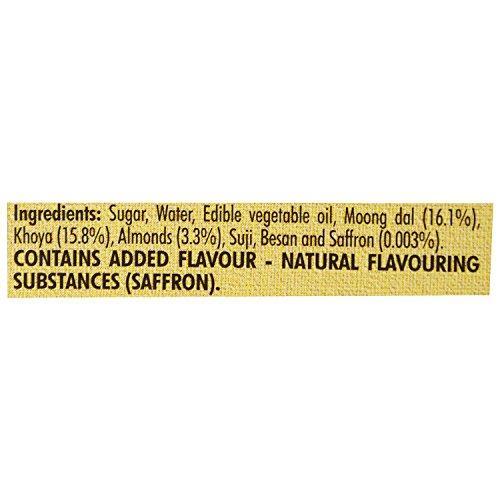 Ingredients: Sugar, Water, Edible vegetable oil, Moong dal (16.1%),
Khoya (15.8%), Almonds (3.3%), Suji, Besan and Saffron (0.003%).
CONTAINS ADDED FLAVOUR - NATURAL FLAVOURING
SUBSTANCES (SAFFRON).